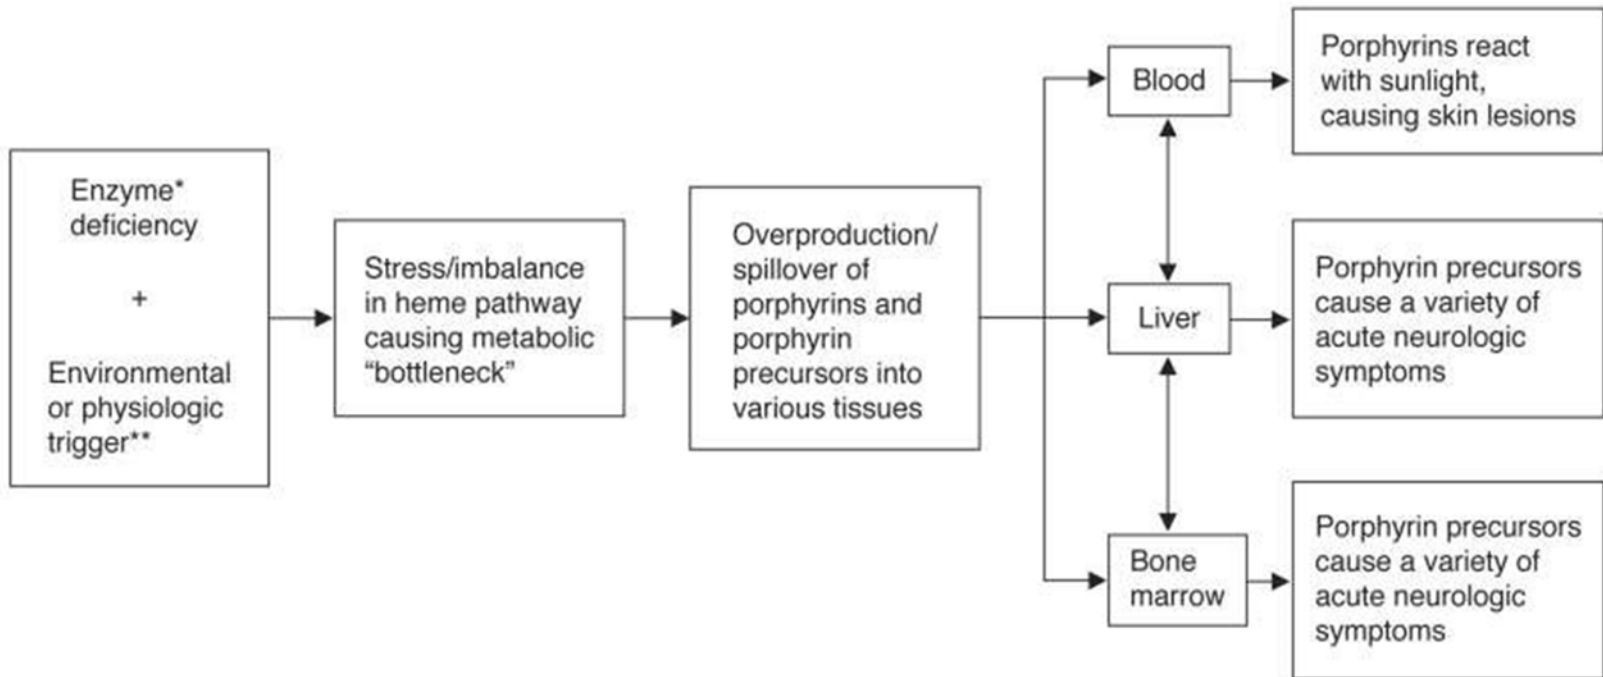 Enzyme*
deficiency
+
Environmental
or physiologic
trigger**
Stress/imbalance
in heme pathway
causing metabolic
“bottleneck”
Overproduction/
spillover of
porphyrins and
porphyrin
precursors into
various tissues
Blood
Porphyrins react
with sunlight,
causing skin lesions
Liver
Porphyrin precursors
cause a variety of
acute neurologic
symptoms
Bone
marrow
Porphyrin precursors
cause a variety of
acute neurologic
symptoms